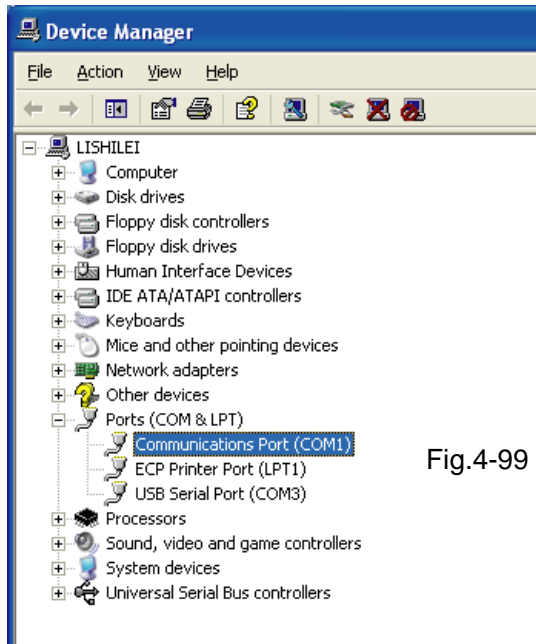 Device Manager
File Action View Help
LISHILEI
Computer
Disk drives
Floppy disk controllers
Floppy disk drives
Human Interface Devices
IDE ATA/ATAPI controllers
Keyboards
Mice and other pointing devices
Network adapters
Other devices
Ports (COM & LPT)
Communications Port (COM1)
ECP Printer Port (LPT1)
USB Serial Port (COM3)
Processors
Sound, video and game controllers
System devices
Universal Serial Bus controllers
Fig.4-99